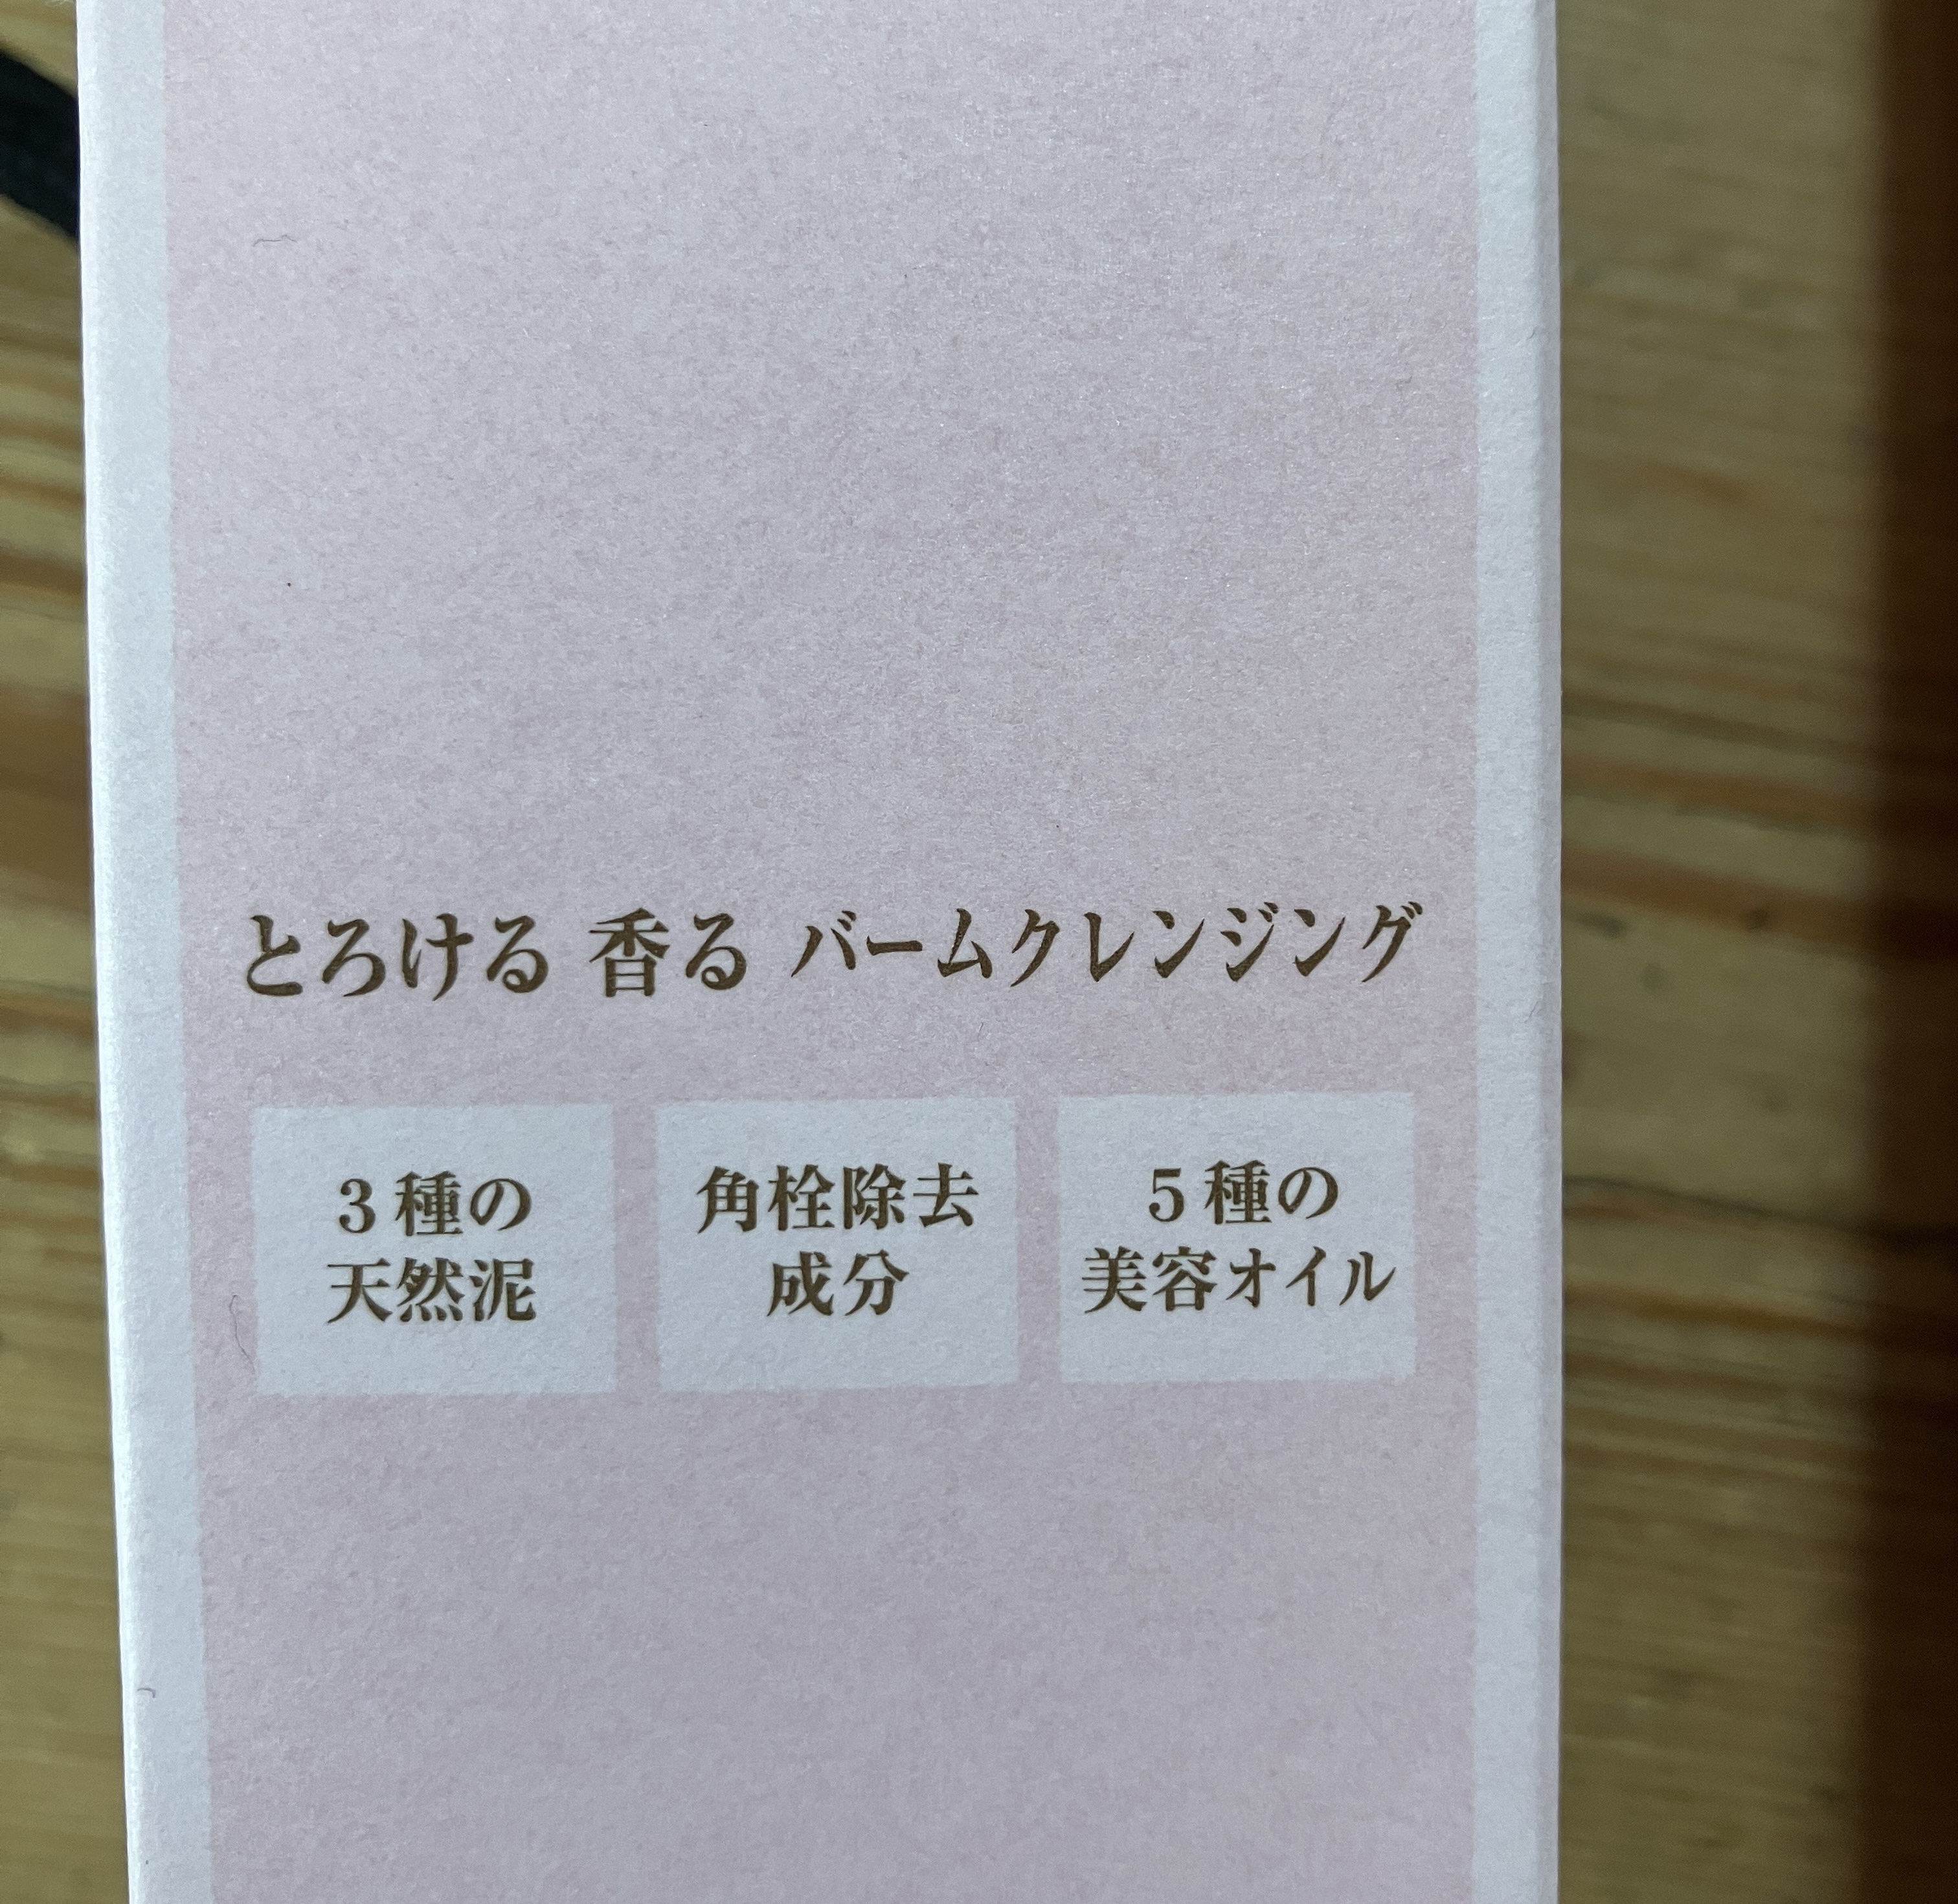 とろける 香る バームクレンジング
3種の
天然泥
角栓除去
成分
5種の
美容オイル